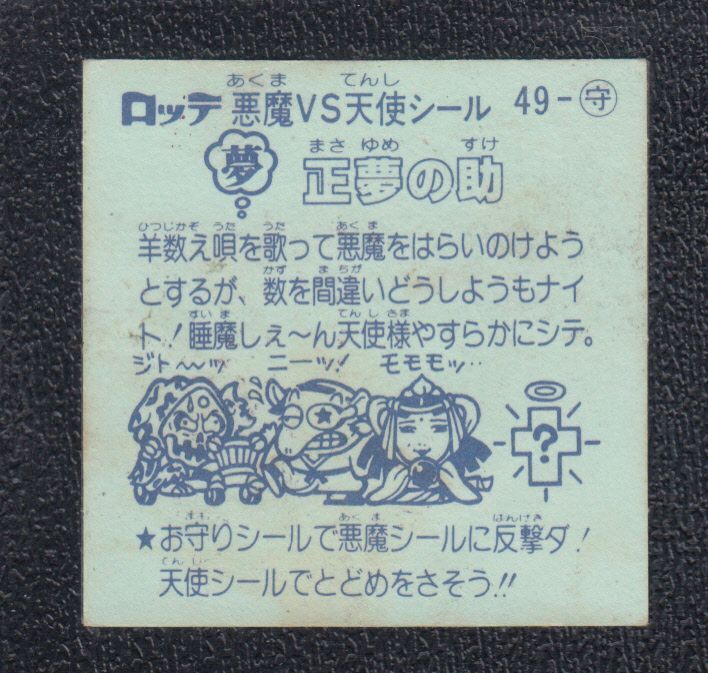 ロッテ 悪魔VS天使シール 49-守
あくま てんし
夢 正夢の助
まさ ゆめ すけ
ひつじかぞ うた うた あくま
羊数え唄を歌って悪魔をはらいのけよう
かず まちが
とするが、数を間違いどうしようもナイ
すいま てんしさま
ト!睡魔しぇ〜ん天使様やすらかにシテ。
ジト〜〜ッ ニーッ! モモモッ‥
?
まも あくま はんげき
★お守りシールで悪魔シールに反撃ダ!
てんし
天使シールでとどめをさそう!!